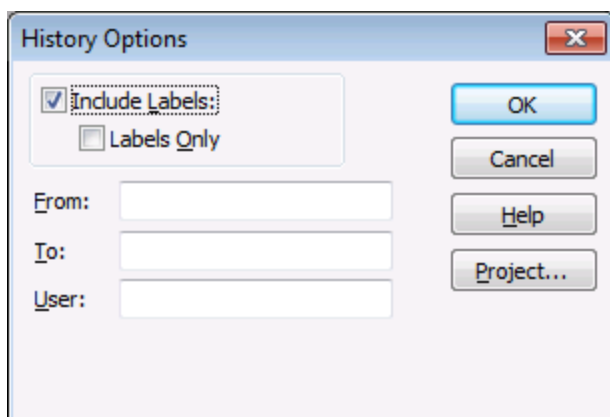 History Options
Include Labels:
Labels Only
OK
Cancel
From:
Help
To:
Project...
User: